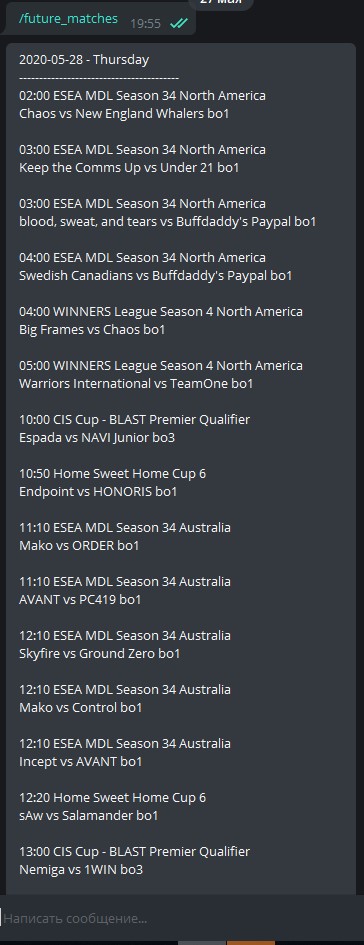 27 мая
/future_matches 19:55
2020-05-28 - Thursday
----------------------------------------
02:00 ESEA MDL Season 34 North America
Chaos vs New England Whalers bo1
03:00 ESEA MDL Season 34 North America
Keep the Comms Up vs Under 21 bo1
03:00 ESEA MDL Season 34 North America
blood, sweat, and tears vs Buffdaddy's Paypal bo1
04:00 ESEA MDL Season 34 North America
Swedish Canadians vs Buffdaddy's Paypal bo1
04:00 WINNERS League Season 4 North America
Big Frames vs Chaos bo1
05:00 WINNERS League Season 4 North America
Warriors International vs TeamOne bo1
10:00 CIS Cup - BLAST Premier Qualifier
Espada vs NAVI Junior bo3
10:50 Home Sweet Home Cup 6
Endpoint vs HONORIS bo1
11:10 ESEA MDL Season 34 Australia
Mako vs ORDER bo1
11:10 ESEA MDL Season 34 Australia
AVANT vs PC419 bo1
12:10 ESEA MDL Season 34 Australia
Skyfire vs Ground Zero bo1
12:10 ESEA MDL Season 34 Australia
Mako vs Control bo1
12:10 ESEA MDL Season 34 Australia
Incept vs AVANT bo1
12:20 Home Sweet Home Cup 6
sAw vs Salamander bo1
13:00 CIS Cup - BLAST Premier Qualifier
Nemiga vs 1WIN bo3
Написать сообщение...